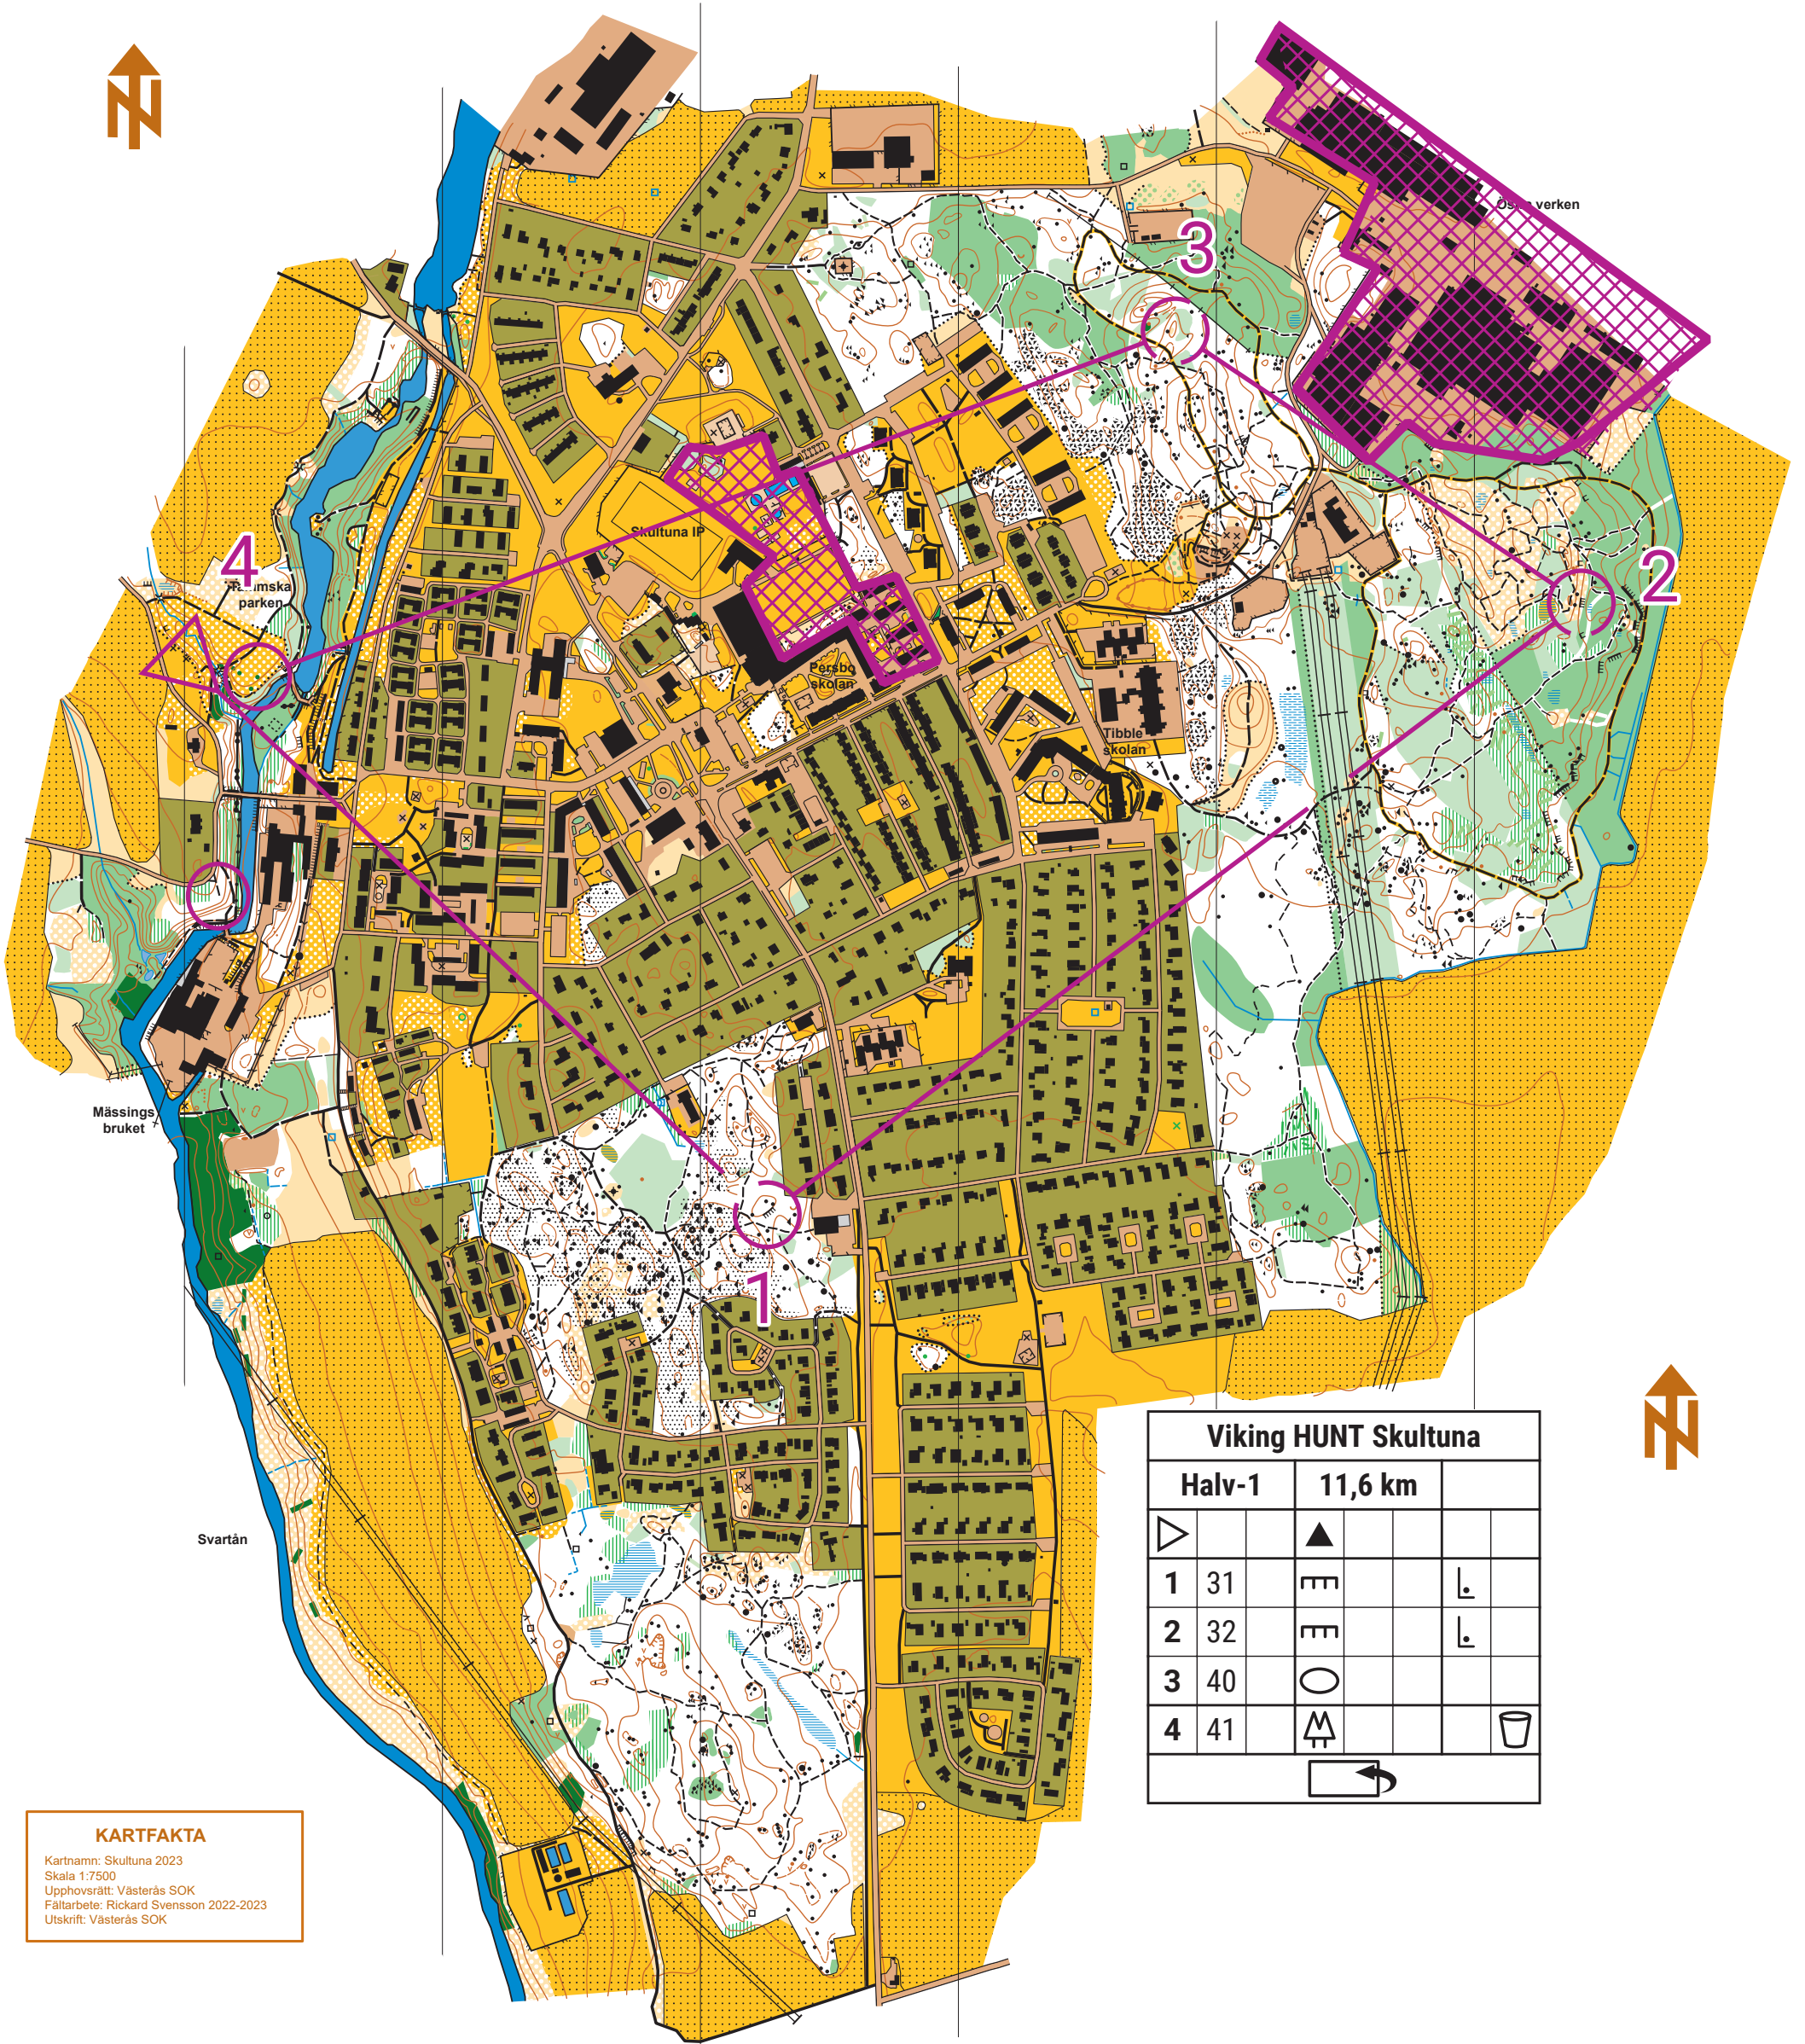 N
Östra verken
3
2
4
Skultuna IP
parken
Persbo
skolan
Tibble
skolan
Mässings
bruket
1
Svartån
N
Viking HUNT Skultuna
Halv-1 11,6 km
1 31
2 32
3 40
4 41
KARTFAKTA
Kartnamn: Skultuna 2023
Skala 1:7500
Upphovsrätt: Västerås SOK
Fältarbete: Rickard Svensson 2022-2023
Utskrift: Västerås SOK